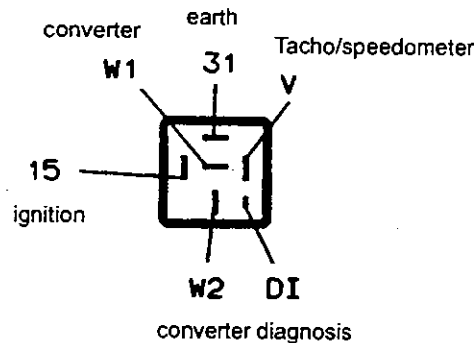 earth
converter
Tacho/speedometer
W1
31
V
15
ignition
W2 DI
converter diagnosis